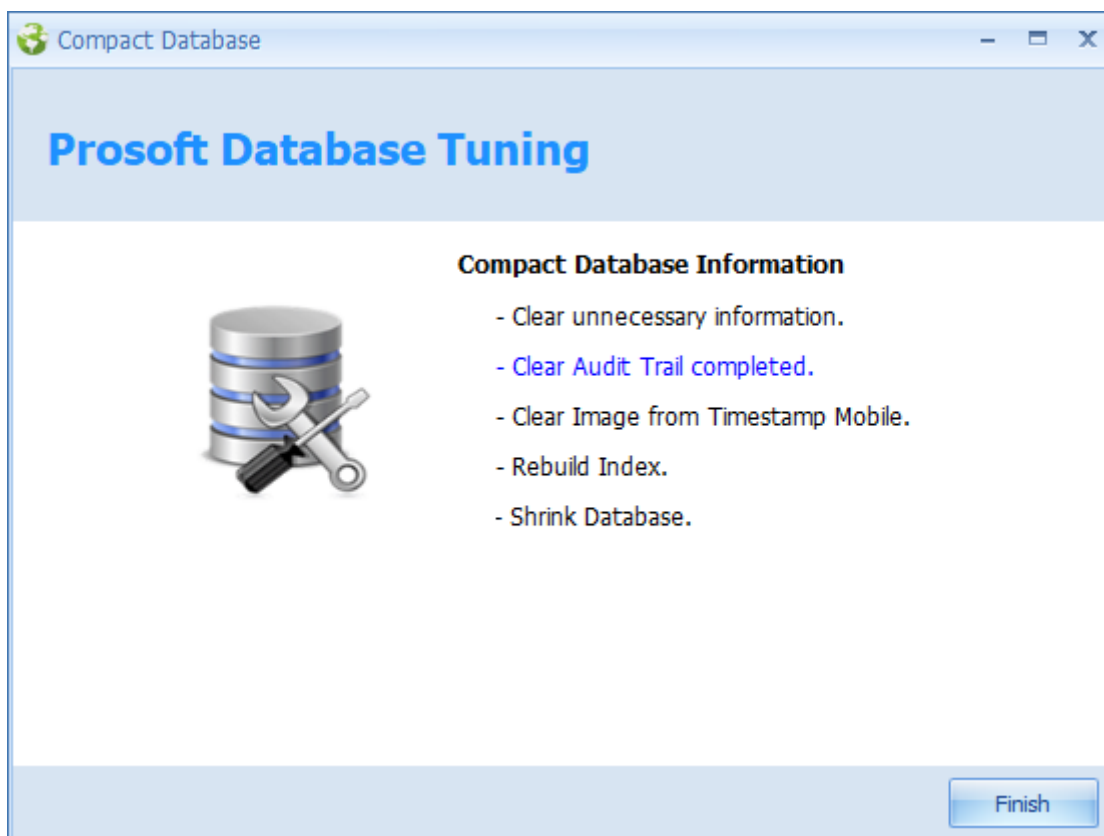 Compact Database
Prosoft Database Tuning
Compact Database Information
- Clear unnecessary information.
- Clear Audit Trail completed.
- Clear Image from Timestamp Mobile.
- Rebuild Index.
- Shrink Database.
Finish